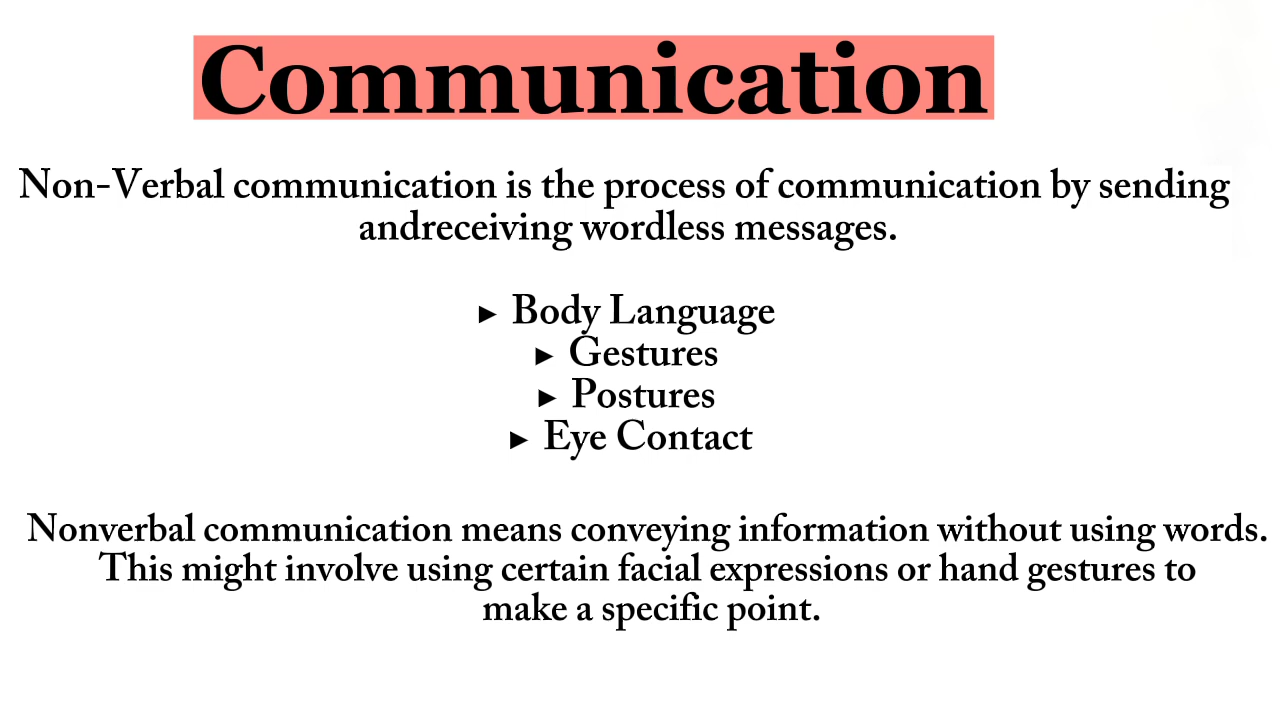 Communication
Non-Verbal communication is the process of communication by sending
andreceiving wordless messages.
► Body Language
► Gestures
► Postures
► Eye Contact
Nonverbal communication means conveying information without using words.
This might involve using certain facial expressions or hand gestures to
make a specific point.